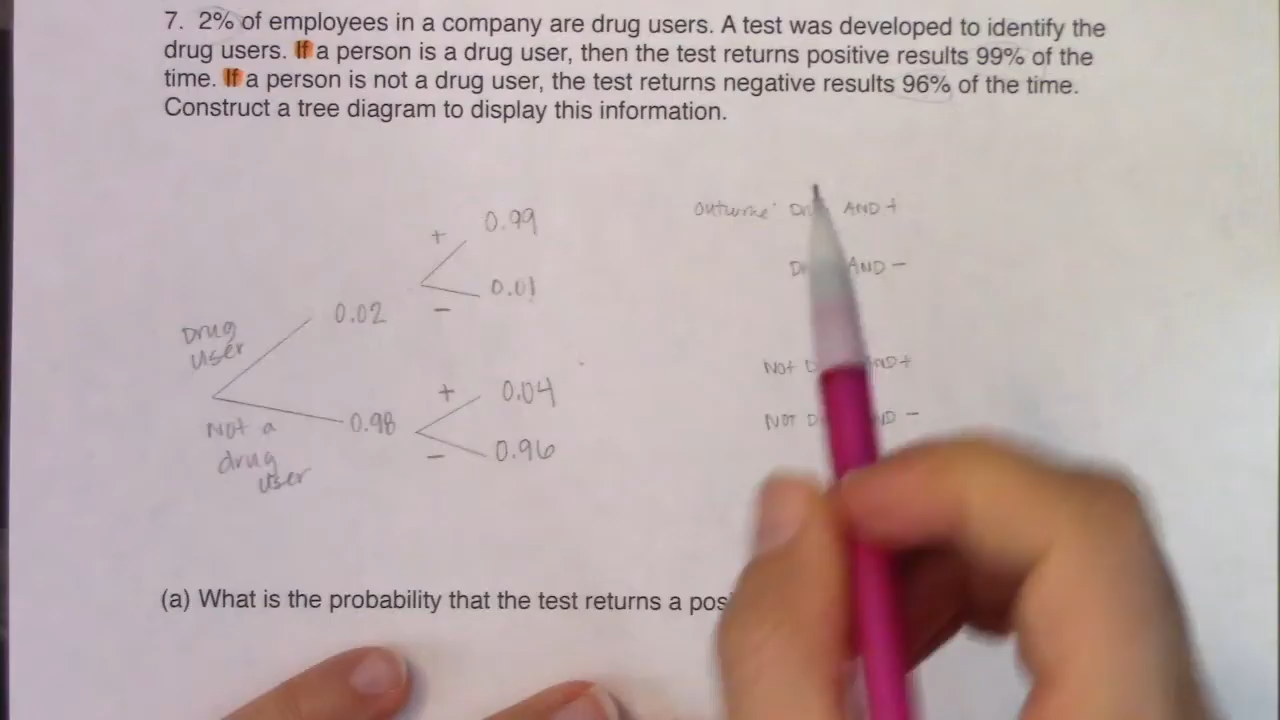 7. 2% of employees in a company are drug users. A test was developed to identify the
drug users. If a person is a drug user, then the test returns positive results 99% of the
time. If a person is not a drug user, the test returns negative results 96% of the time.
Construct a tree diagram to display this information.
+ 0.99
AND +
- 0.01
AND -
Drug
user
0.02
Not a
drug
user
0.98
+ 0.04
Not
+
- 0.96
NOT
-
(a) What is the probability that the test returns a